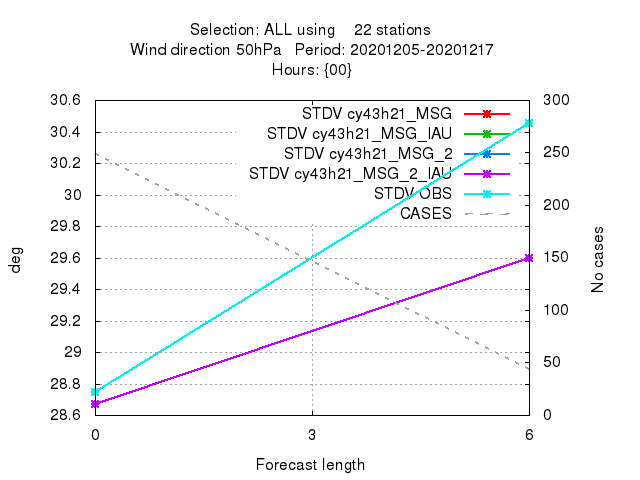 Selection: ALL using    22 stations
Wind direction 50hPa   Period: 20201205-20201217
Hours: {00}
30.6
30.4
30.2
30
29.8
29.6
29.4
29.2
29
28.8
28.6
deg
STDV cy43h21_MSG
STDV cy43h21_MSG_IAU
STDV cy43h21_MSG_2
STDV cy43h21_MSG_2_IAU
STDV OBS
CASES
300
250
200
150
100
50
0
No cases
0 3 6
Forecast length